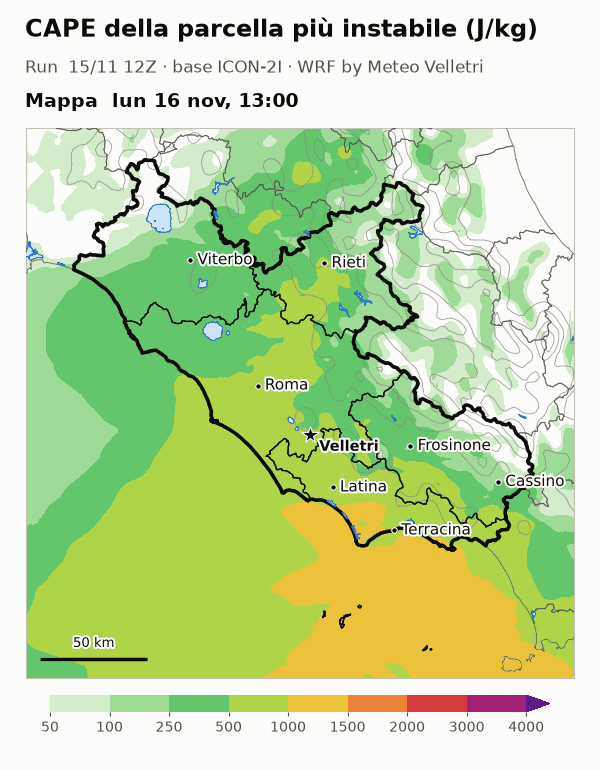 CAPE della parcella più instabile (J/kg)
Run  15/11 12Z · base ICON-2I · WRF by Meteo Velletri
Mappa  lun 16 nov, 13:00
Viterbo
Rieti
Roma
Velletri
Frosinone
Latina
Cassino
Terracina
50 km
50 100 250 500 1000 1500 2000 3000 4000